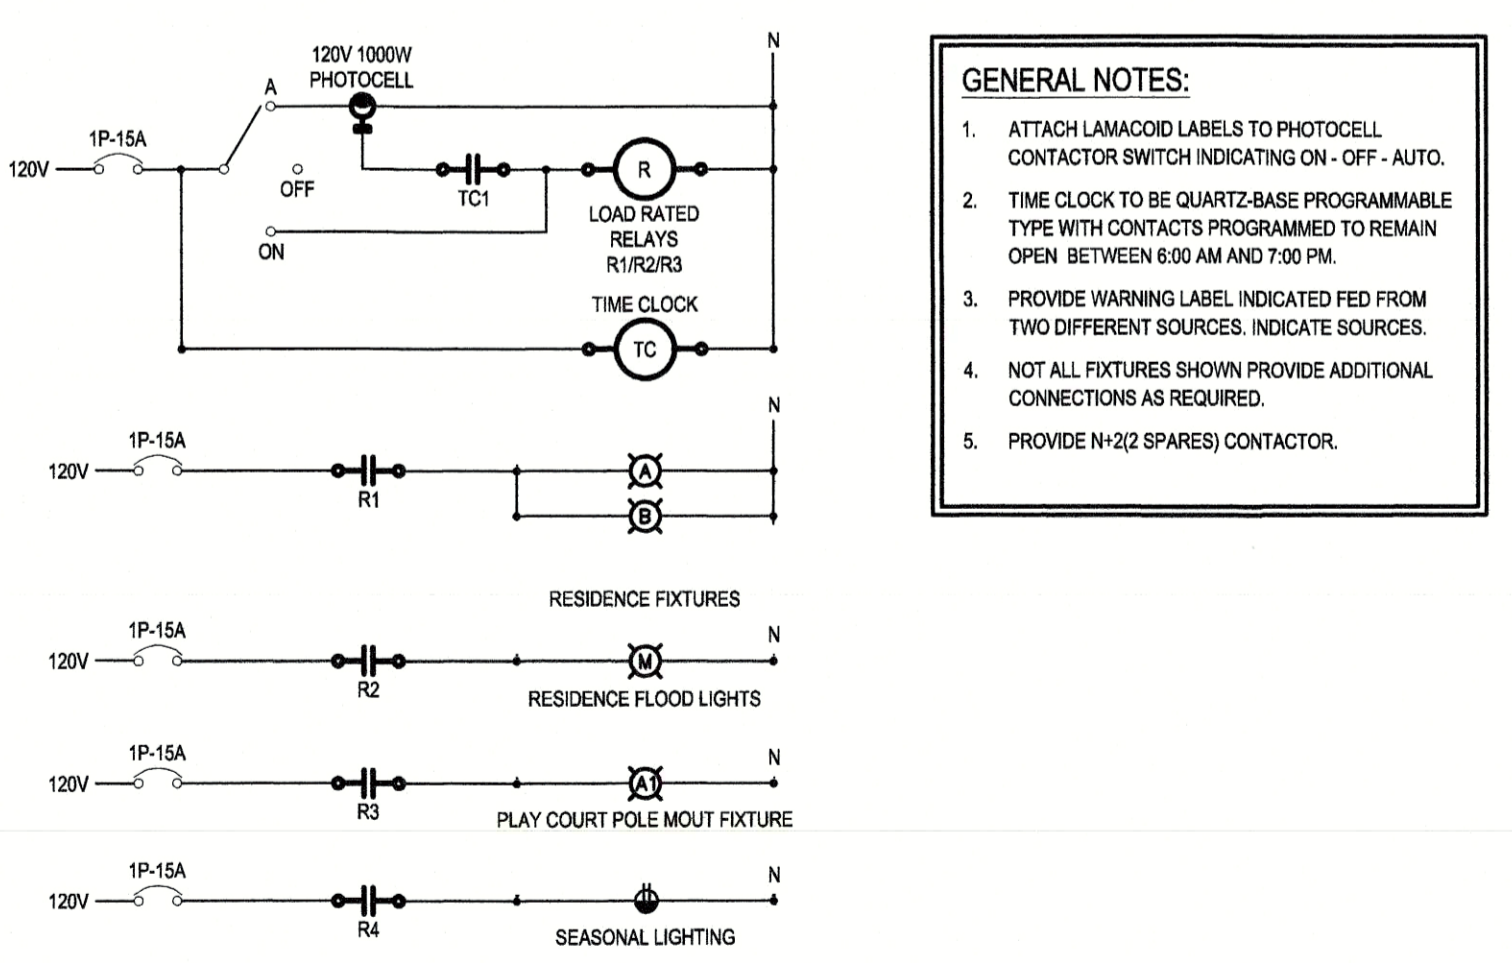 120V 1000W
PHOTOCELL
N
A
1P-15A
120V
OFF
TC1
R
ON
LOAD RATED
RELAYS
R1/R2/R3
TIME CLOCK
TC
N
1P-15A
120V
R1
A
B
RESIDENCE FIXTURES
1P-15A
N
120V
R2
M
RESIDENCE FLOOD LIGHTS
1P-15A
N
120V
R3
A1
PLAY COURT POLE MOUT FIXTURE
1P-15A
N
120V
R4
SEASONAL LIGHTING
GENERAL NOTES:
1. ATTACH LAMACOID LABELS TO PHOTOCELL
CONTACTOR SWITCH INDICATING ON - OFF - AUTO.
2. TIME CLOCK TO BE QUARTZ-BASE PROGRAMMABLE
TYPE WITH CONTACTS PROGRAMMED TO REMAIN
OPEN BETWEEN 6:00 AM AND 7:00 PM.
3. PROVIDE WARNING LABEL INDICATED FED FROM
TWO DIFFERENT SOURCES. INDICATE SOURCES.
4. NOT ALL FIXTURES SHOWN PROVIDE ADDITIONAL
CONNECTIONS AS REQUIRED.
5. PROVIDE N+2(2 SPARES) CONTACTOR.